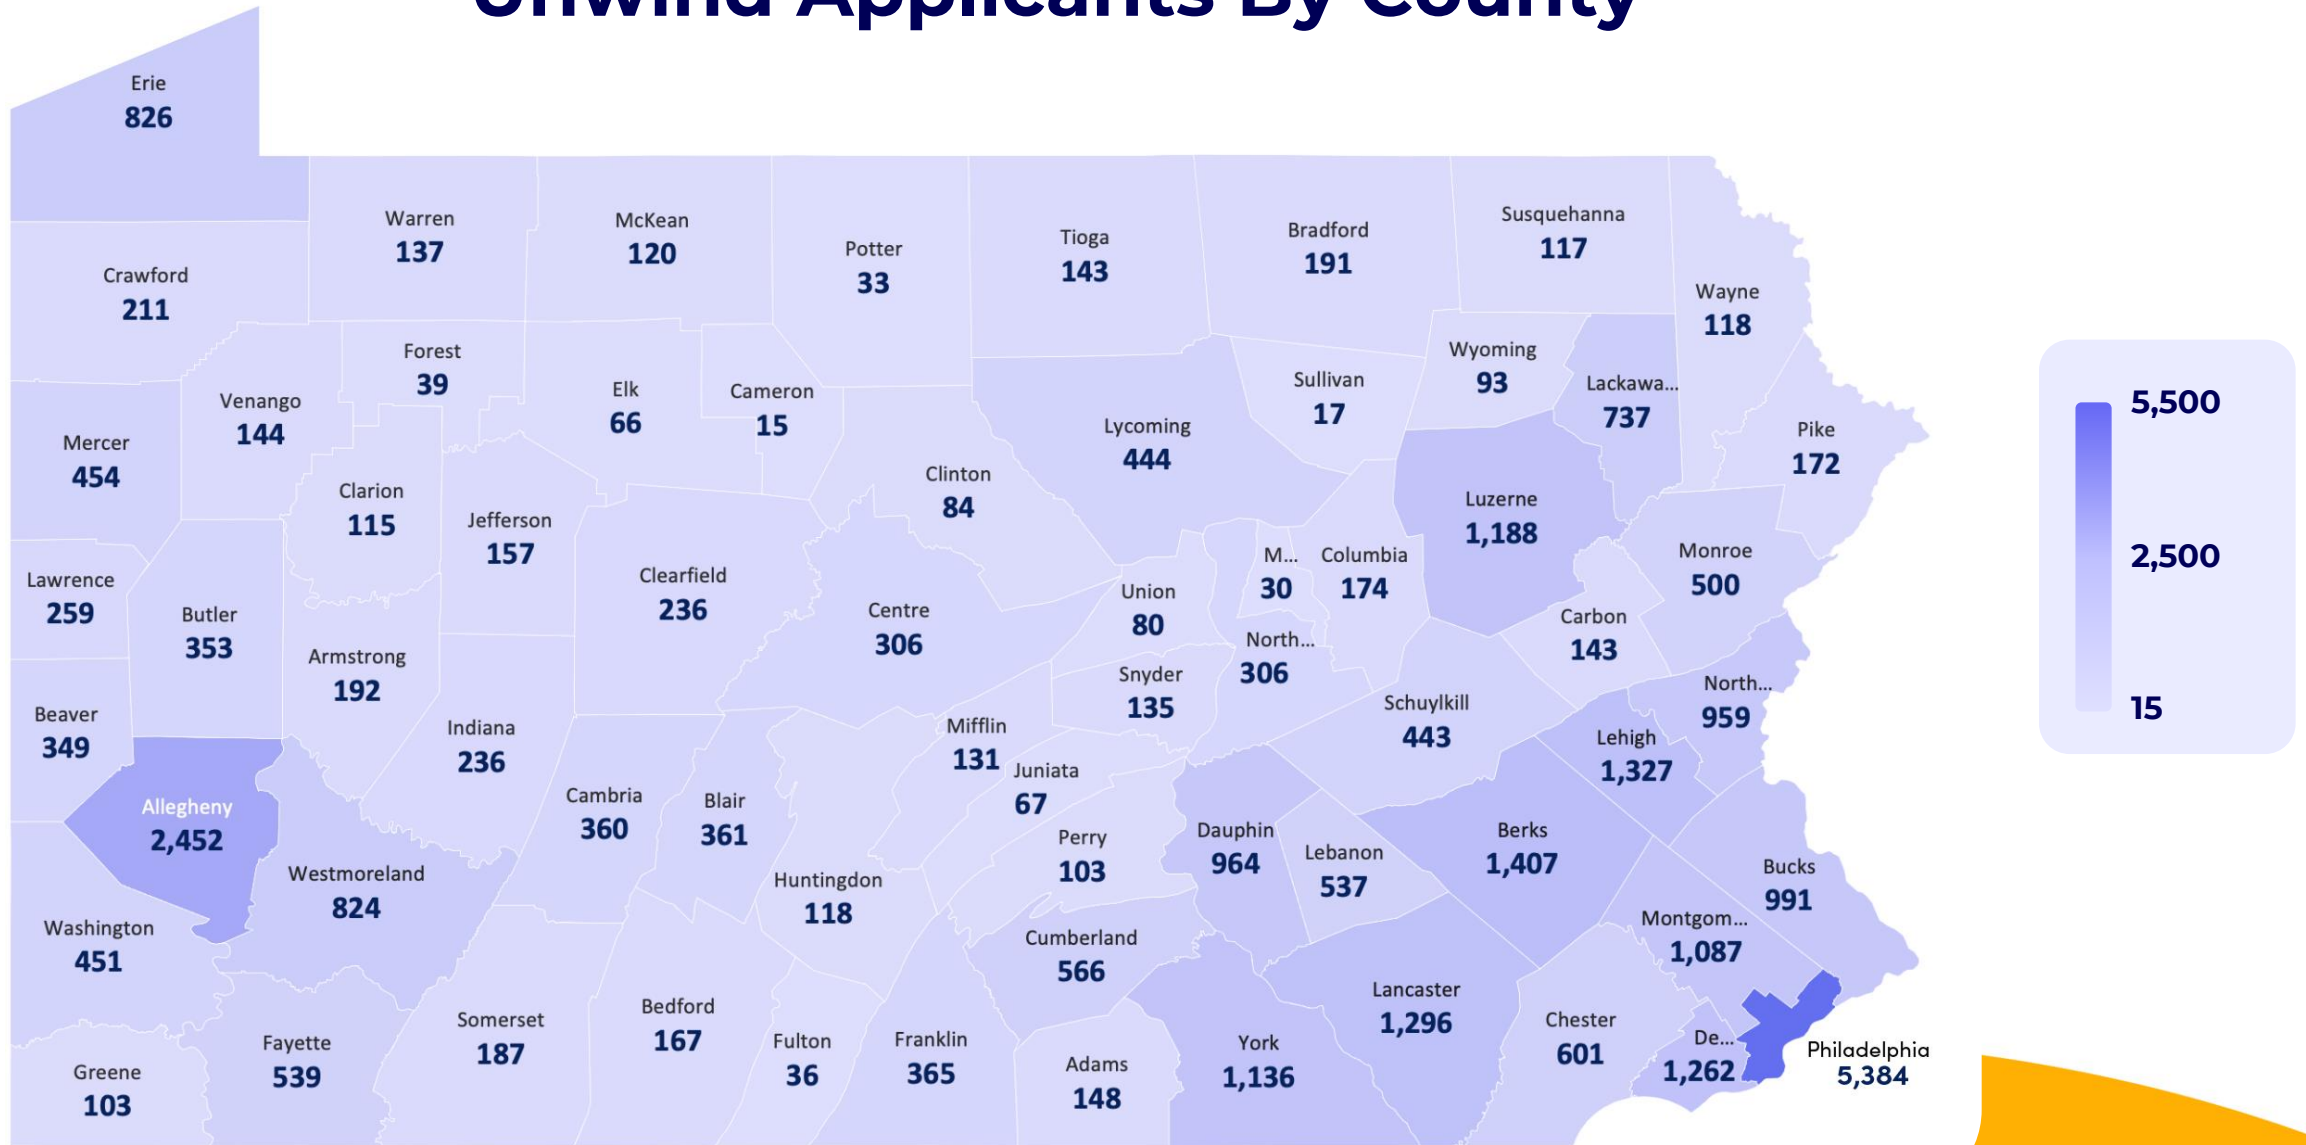 Unwind Applicants By County
Erie
826
Warren
137
McKean
120
Potter
33
Tioga
143
Bradford
191
Susquehanna
117
Wayne
118
Crawford
211
Forest
39
Elk
66
Cameron
15
Venango
144
Mercer
454
Clarion
115
Jefferson
157
Clinton
84
Lycoming
444
Sullivan
17
Wyoming
93
Lackawa...
737
Pike
172
Luzerne
1,188
Monroe
500
Lawrence
259
Butler
353
Armstrong
192
Clearfield
236
Centre
306
Union
80
M...
30
Columbia
174
Carbon
143
North...
306
Snyder
135
Beaver
349
Indiana
236
Mifflin
131
Juniata
67
Schuylkill
443
North...
959
Lehigh
1,327
Allegheny
2,452
Cambria
360
Blair
361
Perry
103
Dauphin
964
Lebanon
537
Berks
1,407
Bucks
991
Westmoreland
824
Huntingdon
118
Washington
451
Cumberland
566
Montgom...
1,087
Lancaster
1,296
Chester
601
De...
1,262
Philadelphia
5,384
Greene
103
Fayette
539
Somerset
187
Bedford
167
Fulton
36
Franklin
365
Adams
148
York
1,136
5,500
2,500
15